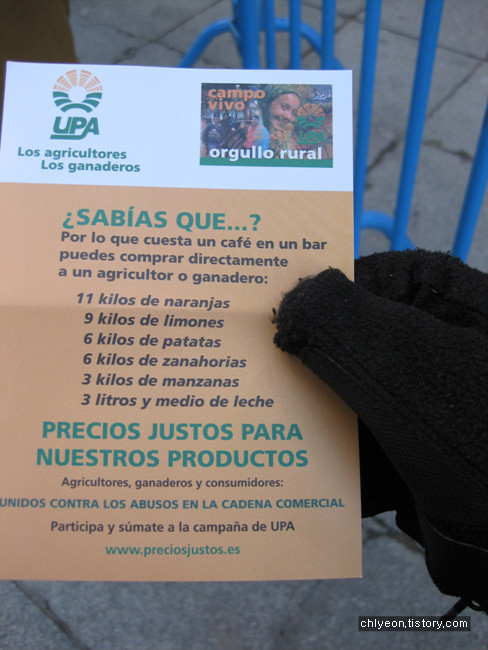 UPA
Los agricultores
Los ganaderos
campo
vivo
UPA
orgullo rural
¿SABÍAS QUE...?
Por lo que cuesta un café en un bar
puedes comprar directamente
a un agricultor o ganadero:
11 kilos de naranjas
9 kilos de limones
6 kilos de patatas
6 kilos de zanahorias
3 kilos de manzanas
3 litros y medio de leche
PRECIOS JUSTOS PARA
NUESTROS PRODUCTOS
Agricultores, ganaderos y consumidores:
UNIDOS CONTRA LOS ABUSOS EN LA CADENA COMERCIAL
Participa y súmate a la campaña de UPA
www.preciosjustos.es
chlyeon.tistory.com